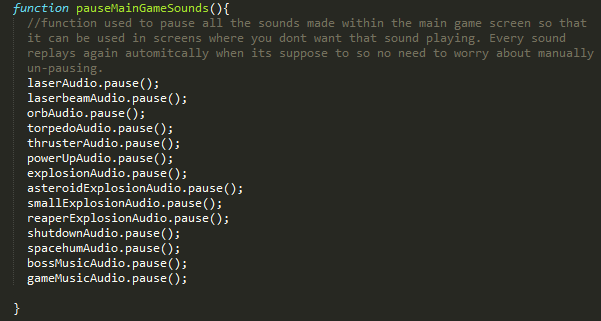 function pauseMainGameSounds(){
//function used to pause all the sounds made within the main game screen so that
it can be used in screens where you dont want that sound playing. Every sound
replays again automitcally when its suppose to so no need to worry about manually
un-pausing.
laserAudio.pause();
laserbeamAudio.pause();
orbAudio.pause();
torpedoAudio.pause();
thrusterAudio.pause();
powerUpAudio.pause();
explosionAudio.pause();
asteroidExplosionAudio.pause();
smallExplosionAudio.pause();
reaperExplosionAudio.pause();
shutdownAudio.pause();
spacehumAudio.pause();
bossMusicAudio.pause();
gameMusicAudio.pause();
}